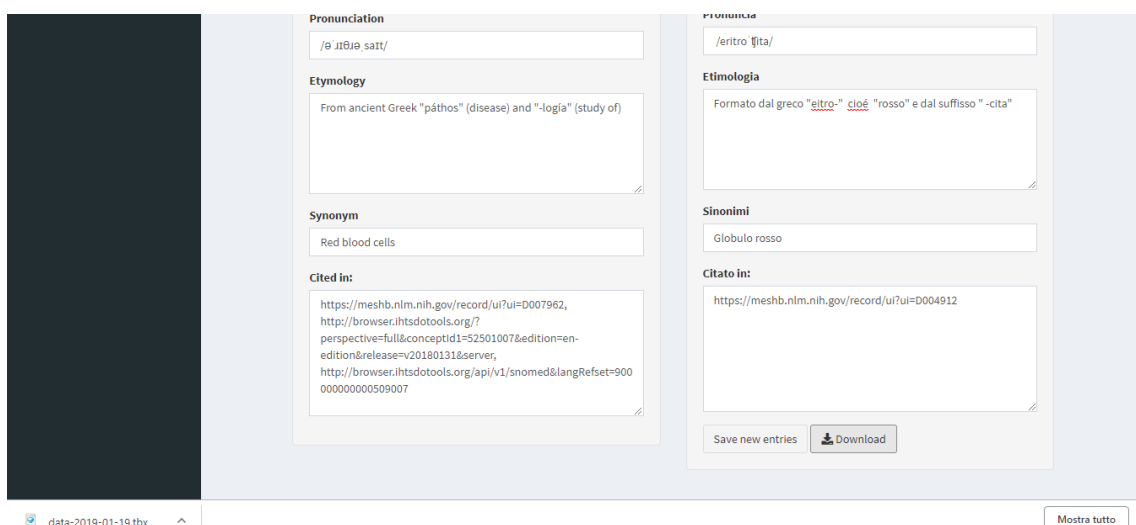 Pronunciation
/əˈɹɪθɹəˌsaɪt/
Etymology
From ancient Greek "páthos" (disease) and "-logía" (study of)
Synonym
Red blood cells
Cited in:
https://meshb.nlm.nih.gov/record/ui?ui=D007962,
http://browser.ihtsdotools.org/?
perspective=full&conceptId1=52501007&edition=en-
edition&release=v20180131&server,
http://browser.ihtsdotools.org/api/v1/snomed&langRefset=900
000000000509007
Pronuncia
/eritroˈʧita/
Etimologia
Formato dal greco "eitro-" cioé "rosso" e dal suffisso " -cita"
Sinonimi
Globulo rosso
Citato in:
https://meshb.nlm.nih.gov/record/ui?ui=D004912
Save new entries
Download
data-2019-01-19.tbx
Mostra tutto